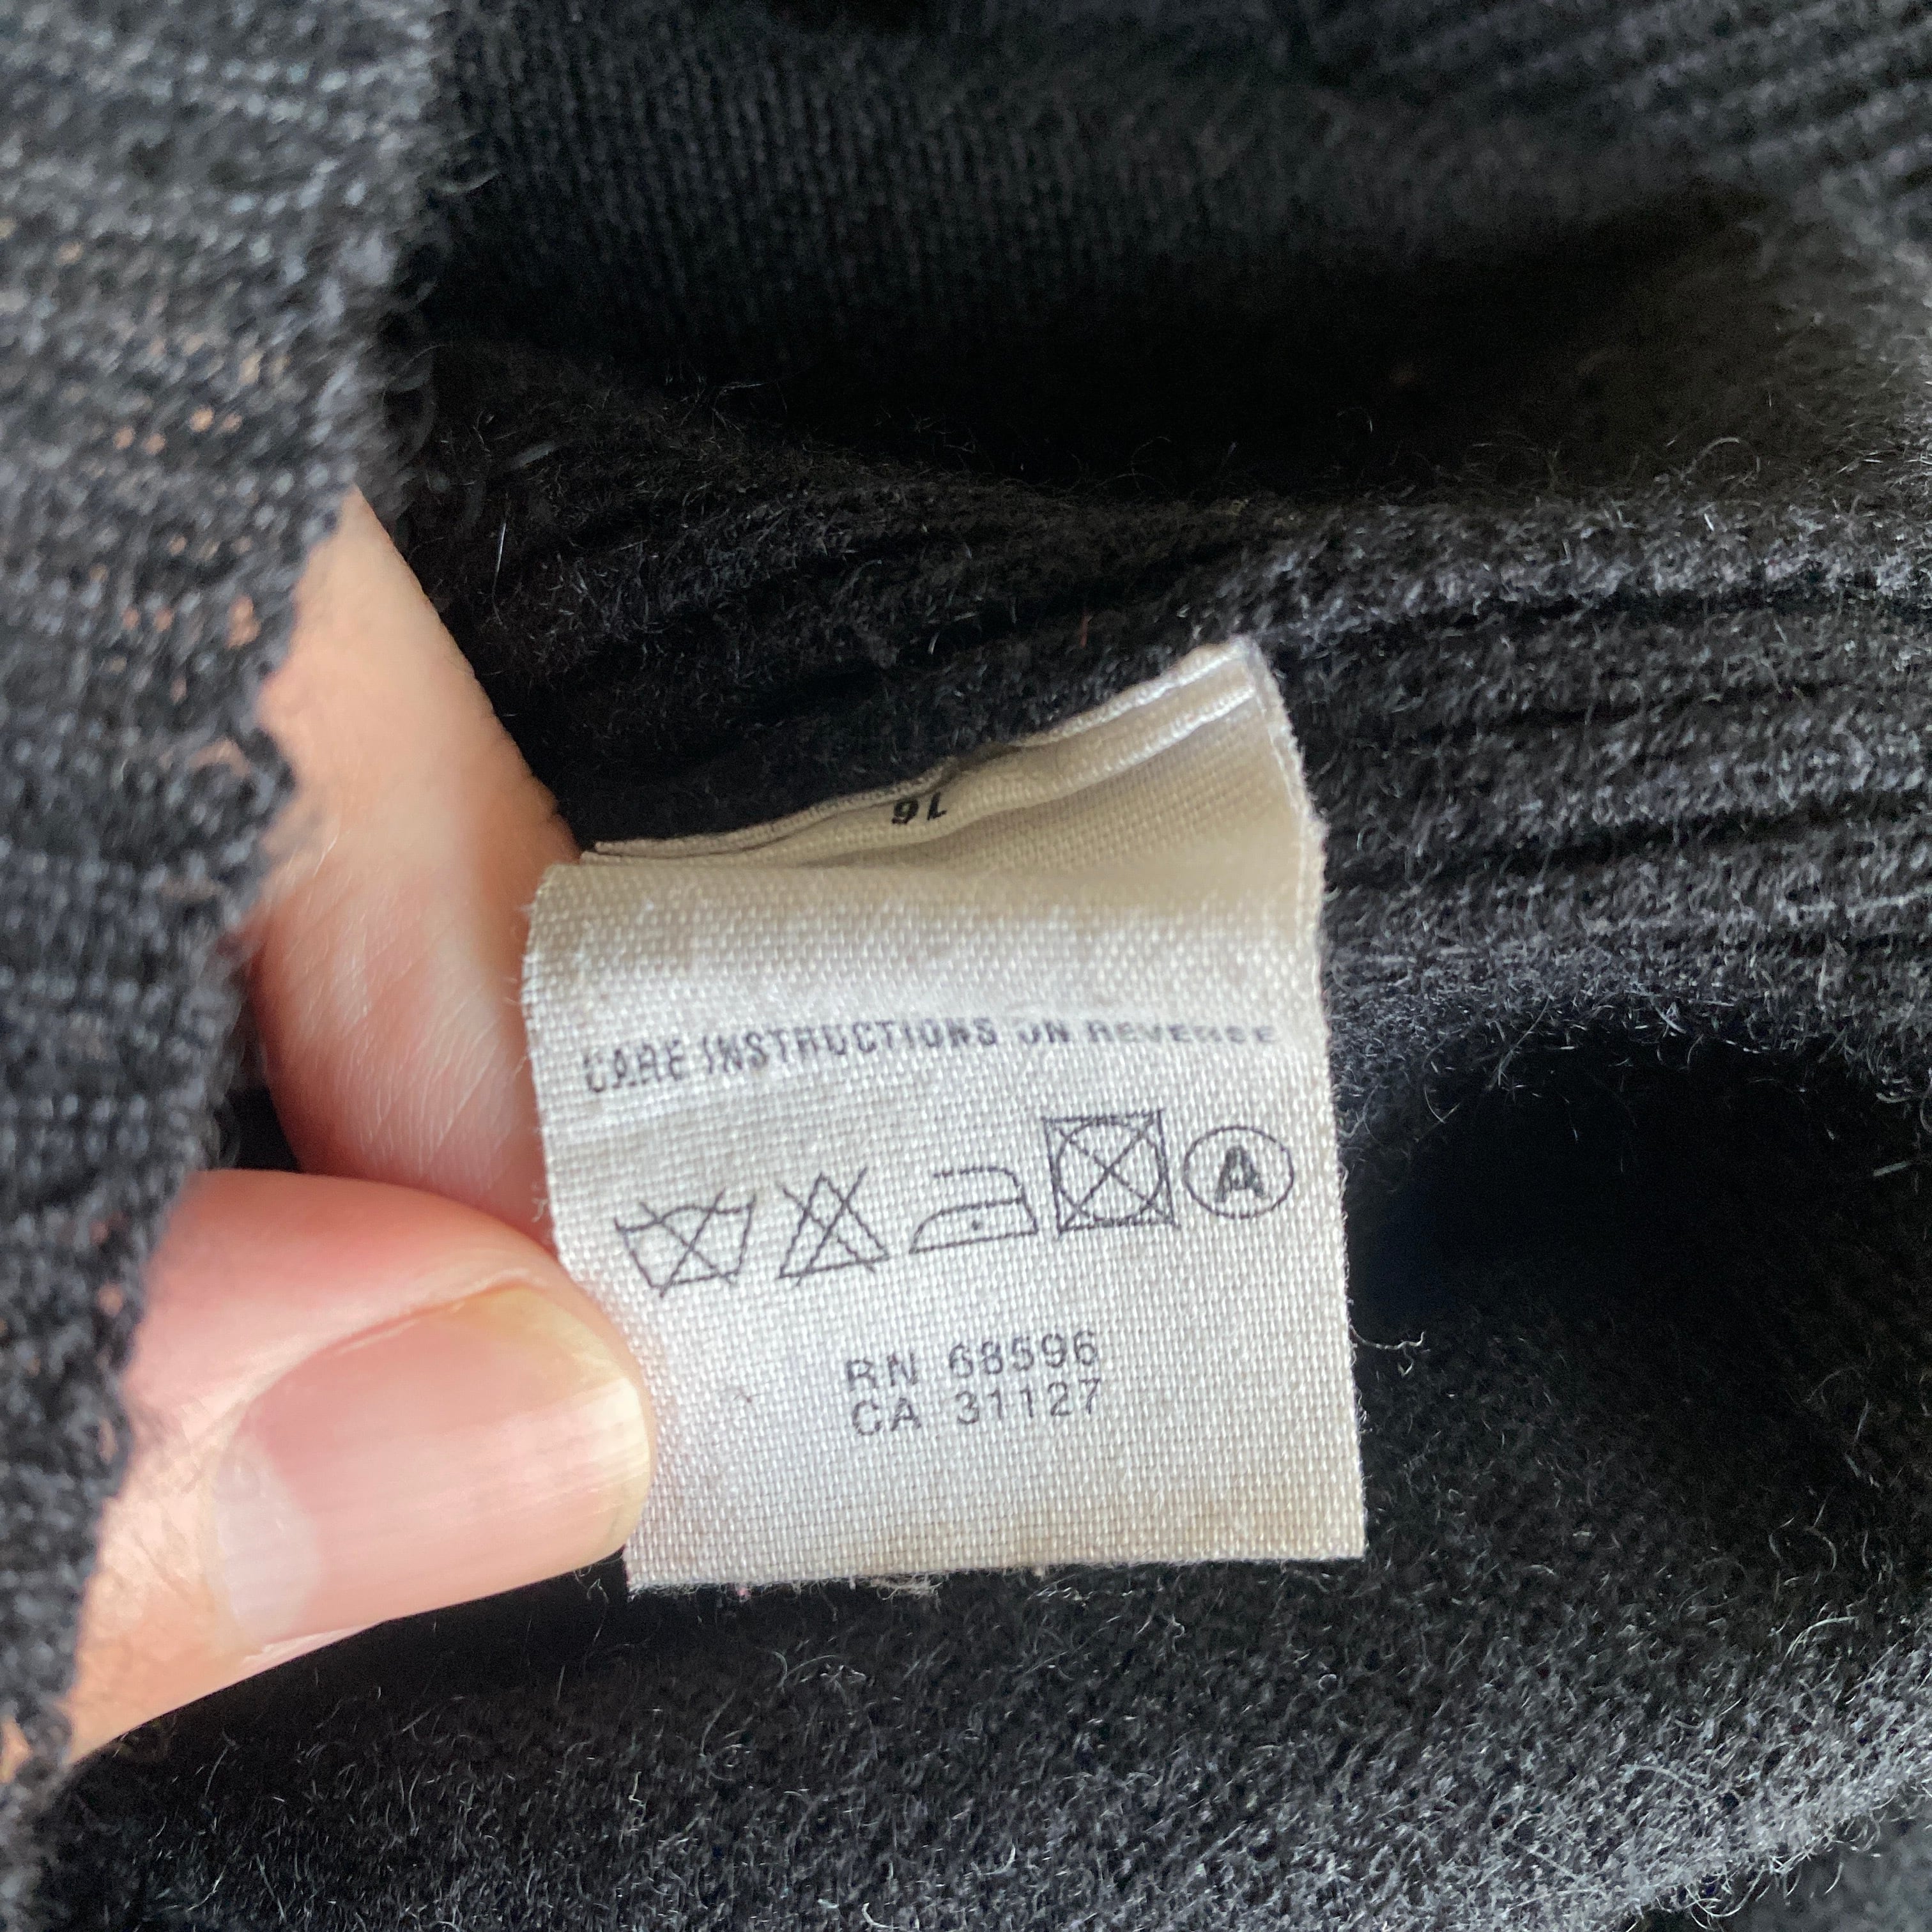 16
CARE INSTRUCTIONS ON REVERSE
A
RN 68596
CA 31127